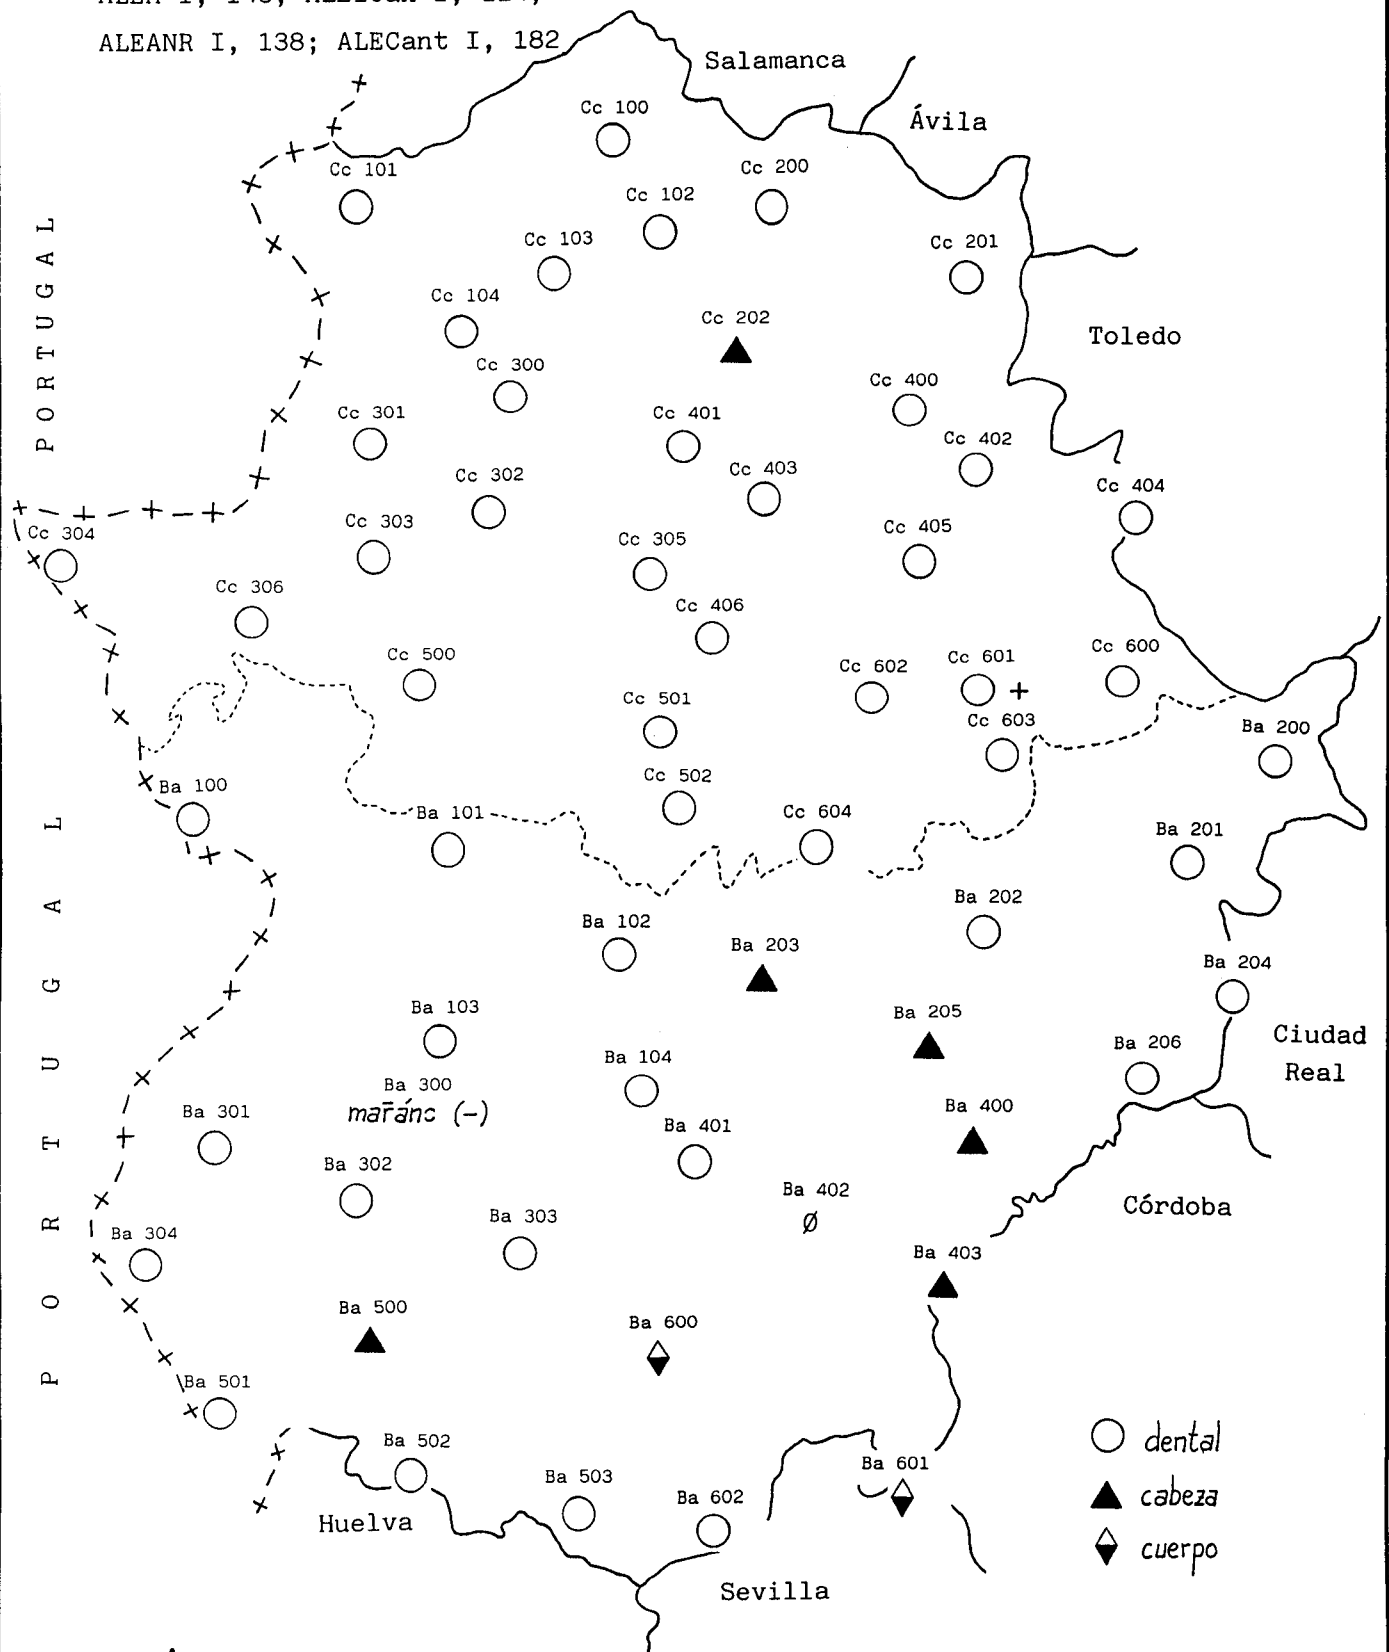 ALEANR I, 138; ALECant I, 182
Salamanca
Cc 100
Ávila
Cc 101
Cc 200
Cc 102
Cc 103
Cc 201
PORTUGAL
Cc 104
Cc 202
Toledo
Cc 300
Cc 400
Cc 301
Cc 401
Cc 402
Cc 403
Cc 302
Cc 404
Cc 303
Cc 304
Cc 405
Cc 305
Cc 306
Cc 406
Cc 500
Cc 602
Cc 601
Cc 600
Cc 501
Cc 603
Ba 200
Cc 502
Ba 100
Ba 101
Cc 604
Ba 201
PORTUGAL
Ba 102
Ba 202
Ba 203
Ba 204
Ba 103
Ba 205
Ciudad
Real
Ba 104
Ba 206
Ba 300
mar̄áno (-)
Ba 301
Ba 400
Ba 401
Ba 302
Ba 402
ø
Córdoba
Ba 303
Ba 304
Ba 403
Ba 500
Ba 600
Ba 501
Ba 502
Ba 503
Ba 601
Ba 602
Huelva
Sevilla
dental
cabeza
cuerpo